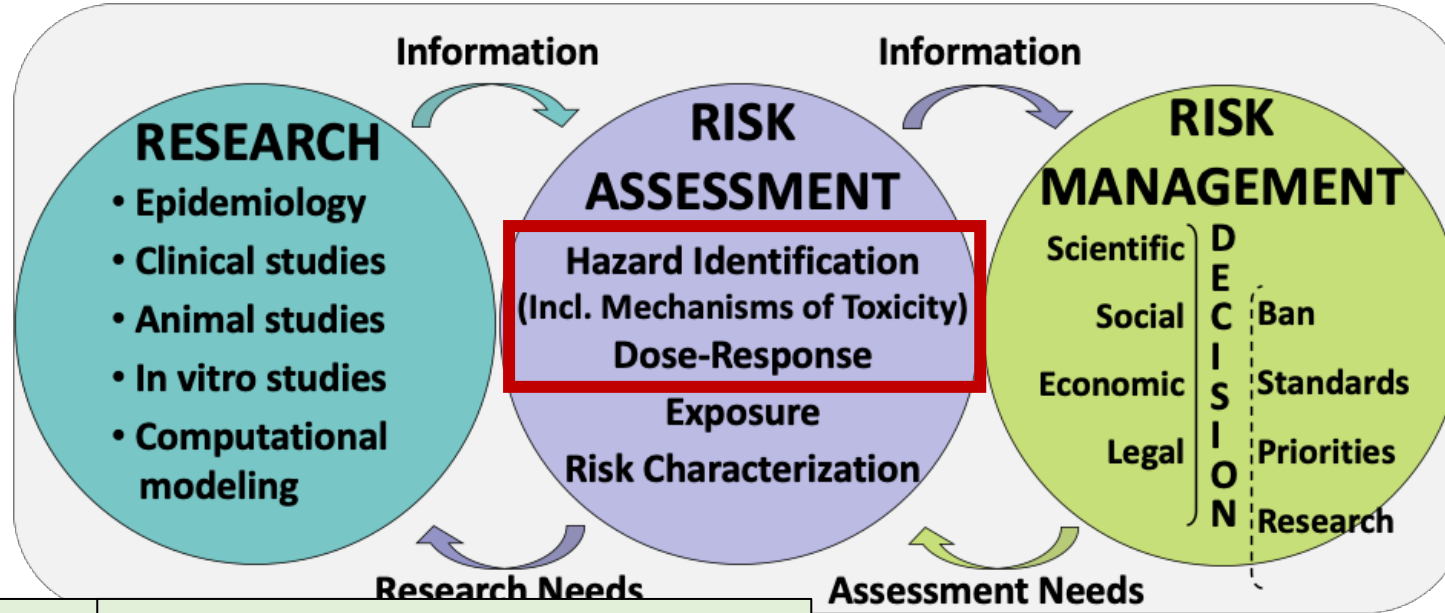 Information
Information
RESEARCH
• Epidemiology
• Clinical studies
• Animal studies
• In vitro studies
• Computational
modeling
RISK
ASSESSMENT
Hazard Identification
(Incl. Mechanisms of Toxicity)
Dose-Response
Exposure
Risk Characterization
RISK
MANAGEMENT
Scientific
Social
Economic
Legal
DECISION
Ban
Standards
Priorities
Research
Research Needs
Assessment Needs